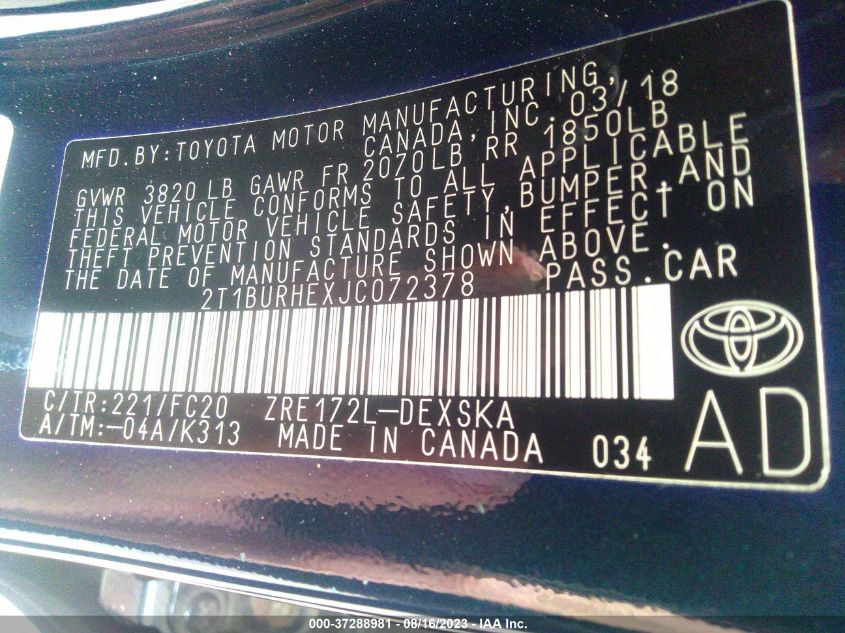 MFD.BY:TOYOTA MOTOR MANUFACTURING,
CANADA, INC. 03/18
GVWR 3820 LB GAWR FR 2070LB RR 1850LB
THIS VEHICLE CONFORMS TO ALL APPLICABLE
FEDERAL MOTOR VEHICLE SAFETY, BUMPER, AND
THEFT PREVENTION STANDARDS IN EFFECT ON
THE DATE OF MANUFACTURE SHOWN ABOVE.
2T1BURHEXJC072378 PASS.CAR
C/TR:221/FC20 ZRE172L-DEXSKA
A/TM:-04A/K313 MADE IN CANADA 034 AD
000-37288981 - 08/16/2023 - IAA Inc.